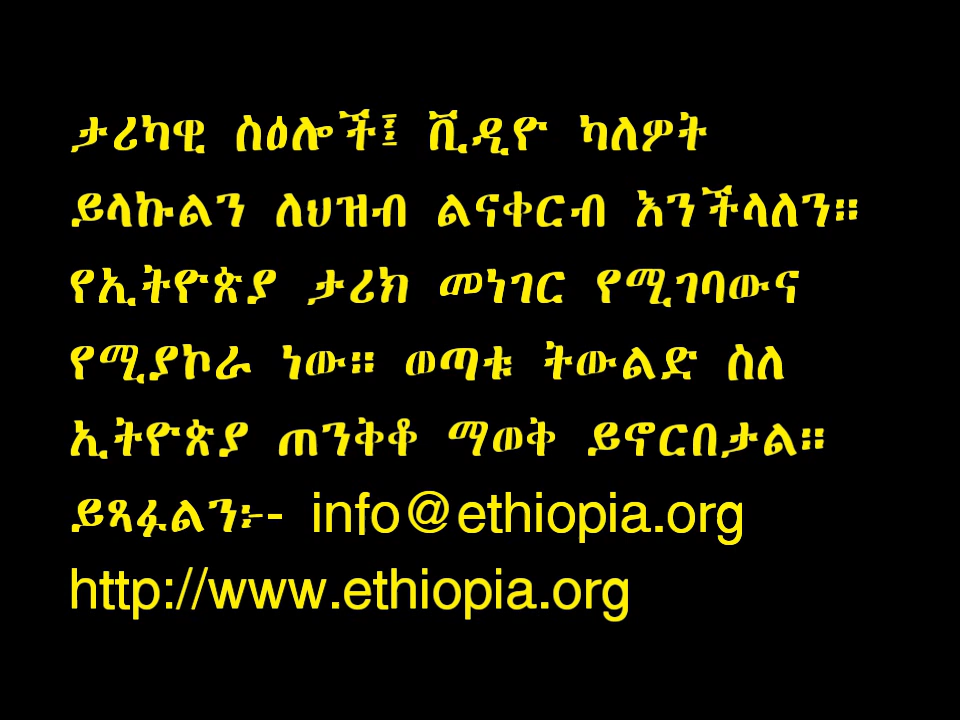 ታሪካዊ ስዕሎች፤ ቪዲዮ ካለዎት
ይላኩልን ለህዝብ ልናቀርብ እንችላለን።
የኢትዮጵያ ታሪክ መነገር የሚገባውና
የሚያኮራ ነው። ወጣቱ ትውልድ ስለ
ኢትዮጵያ ጠንቅቆ ማወቅ ይኖርበታል።
ይጻፉልን፦- info@ethiopia.org
http://www.ethiopia.org